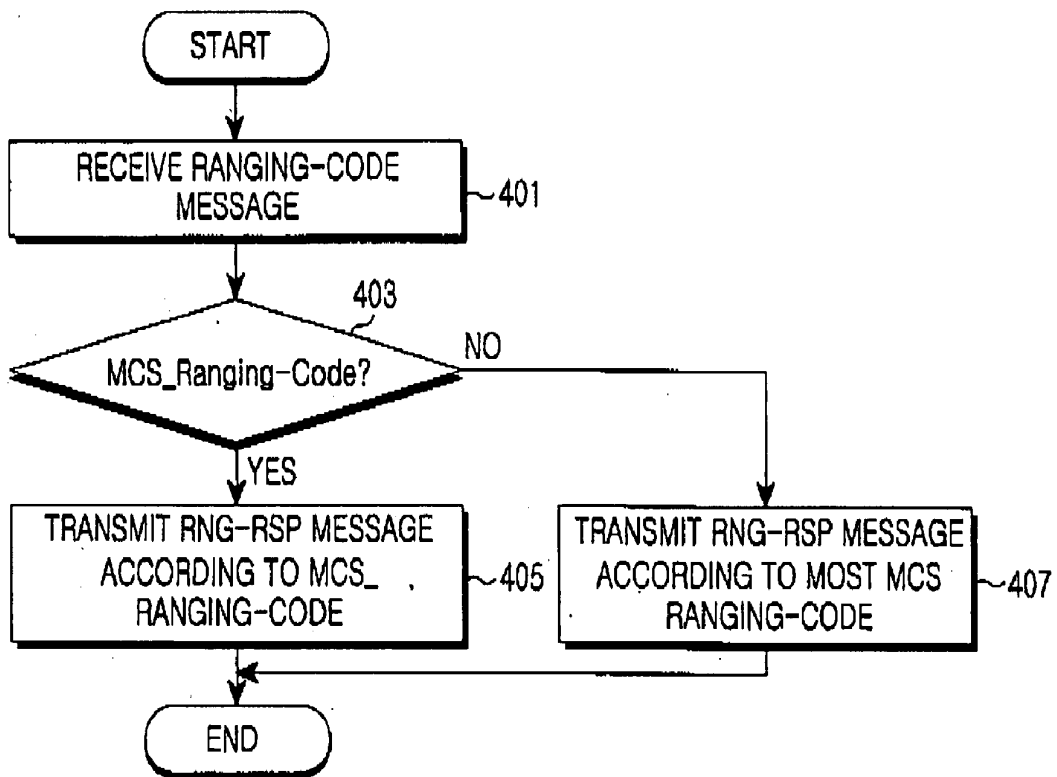 START
RECEIVE RANGING-CODE
MESSAGE
401
403
MCS_Ranging-Code?
NO
YES
TRANSMIT RNG-RSP MESSAGE
ACCORDING TO MCS_
RANGING-CODE
405
TRANSMIT RNG-RSP MESSAGE
ACCORDING TO MOST MCS
RANGING-CODE
407
END